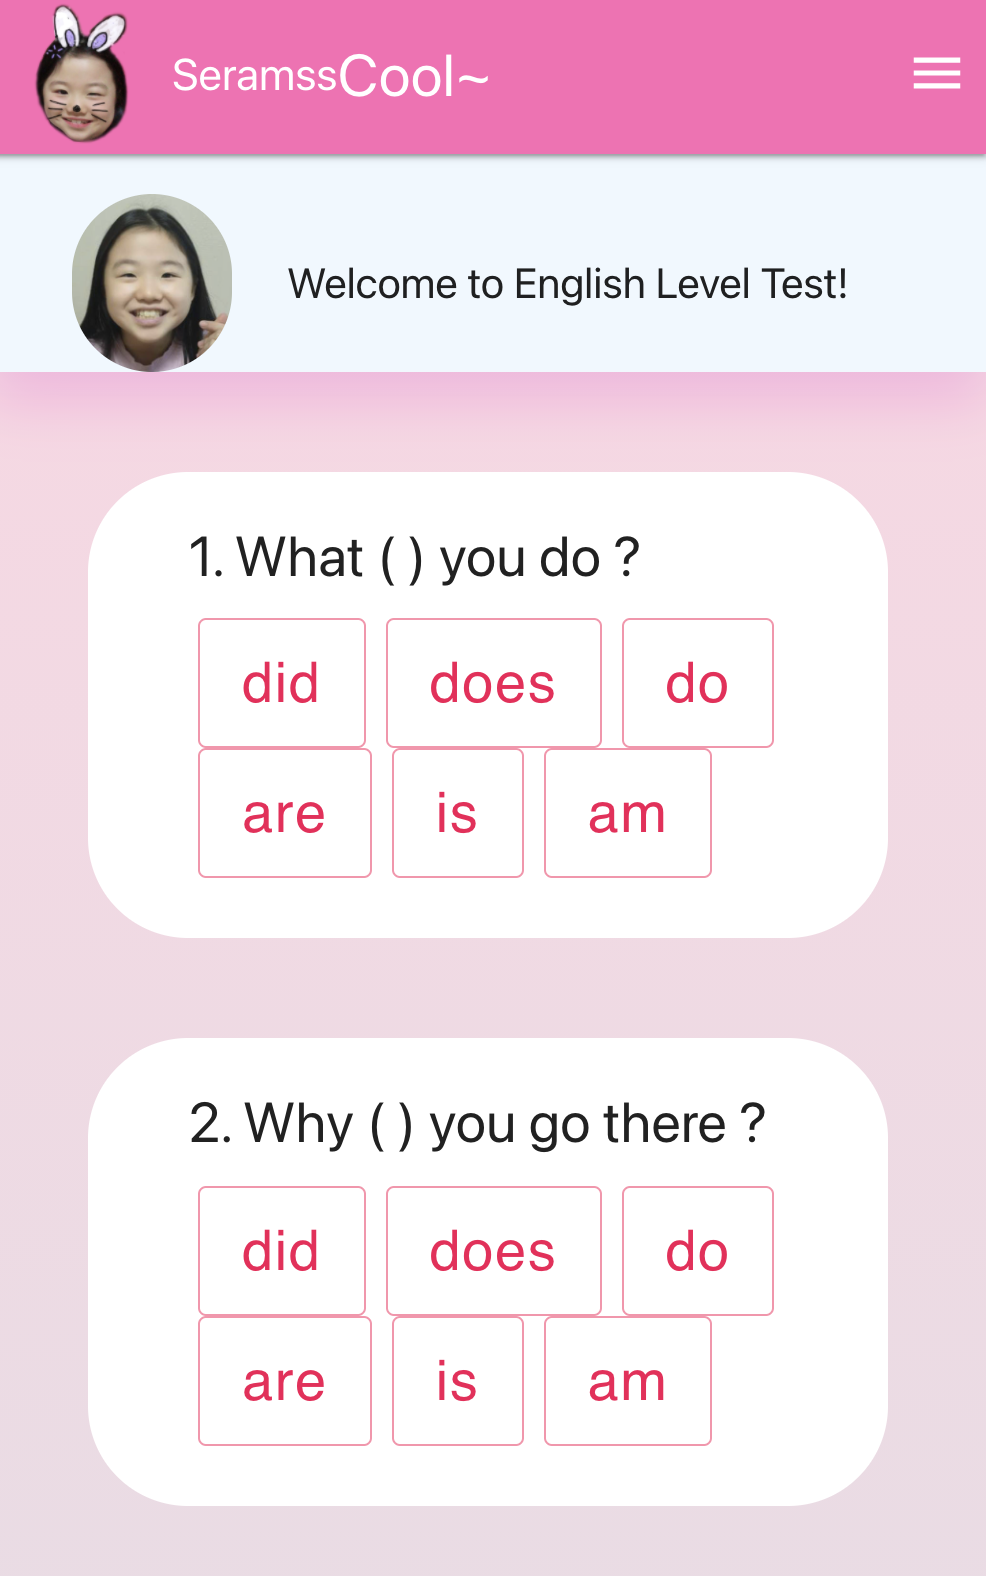 SeramssCool~
Welcome to English Level Test!
1. What ( ) you do ?
did does do
are is am
2. Why ( ) you go there ?
did does do
are is am